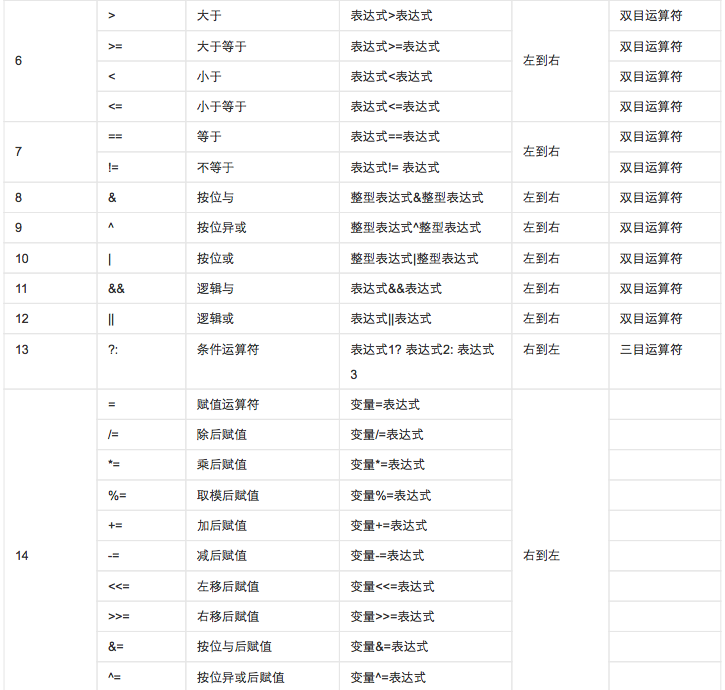 > 大于 表达式>表达式 双目运算符
6 >= 大于等于 表达式>=表达式 左到右 双目运算符
< 小于 表达式<表达式 双目运算符
<= 小于等于 表达式<=表达式 双目运算符
7 == 等于 表达式==表达式 左到右 双目运算符
!= 不等于 表达式!= 表达式 双目运算符
8 & 按位与 整型表达式&整型表达式 左到右 双目运算符
9 ^ 按位异或 整型表达式^整型表达式 左到右 双目运算符
10 | 按位或 整型表达式|整型表达式 左到右 双目运算符
11 && 逻辑与 表达式&&表达式 左到右 双目运算符
12 || 逻辑或 表达式||表达式 左到右 双目运算符
13 ?: 条件运算符 表达式1? 表达式2: 表达式 右到左 三目运算符
3
= 赋值运算符 变量=表达式
/= 除后赋值 变量/=表达式
*= 乘后赋值 变量*=表达式
%= 取模后赋值 变量%=表达式
+= 加后赋值 变量+=表达式
14 -= 减后赋值 变量-=表达式 右到左
<<= 左移后赋值 变量<<=表达式
>>= 右移后赋值 变量>>=表达式
&= 按位与后赋值 变量&=表达式
^= 按位异或后赋值 变量^=表达式